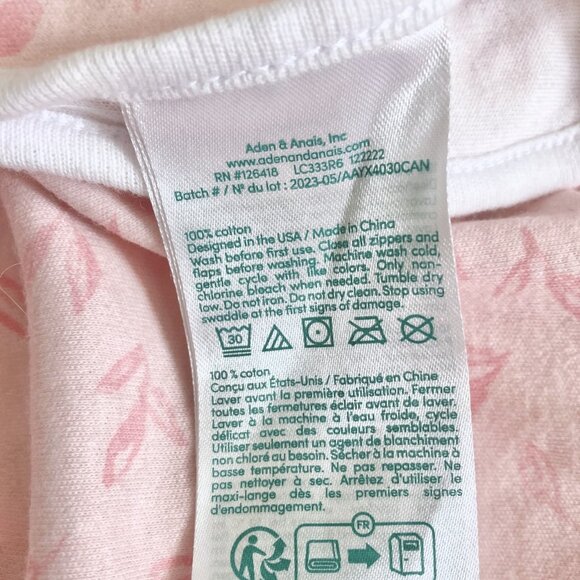 Aden & Anais, Inc
www.adenandanais.com
RN #126418 LC333R6 122222
Batch # / N° du lot : 2023-05/AAYX4030CAN
100% cotton
Designed in the USA / Made in China
Wash before first use. Close all zippers and
flaps before washing. Machine wash cold,
gentle cycle with like colors. Only non-
chlorine bleach when needed. Tumble dry
low. Do not iron. Do not dry clean. Stop using
swaddle at the first signs of damage.
30
100 % coton
Conçu aux États-Unis / Fabriqué en Chine
Laver avant la première utilisation. Fermer
toutes les fermetures éclair avant de laver.
Laver à la machine à l'eau froide, cycle
délicat avec des couleurs semblables.
Utiliser seulement un agent de blanchiment
non chloré au besoin. Sécher à la machine à
basse température. Ne pas repasser. Ne
pas nettoyer à sec. Arrêtez d'utiliser le
maxi-lange dès les premiers signes
d'endommagement.
FR